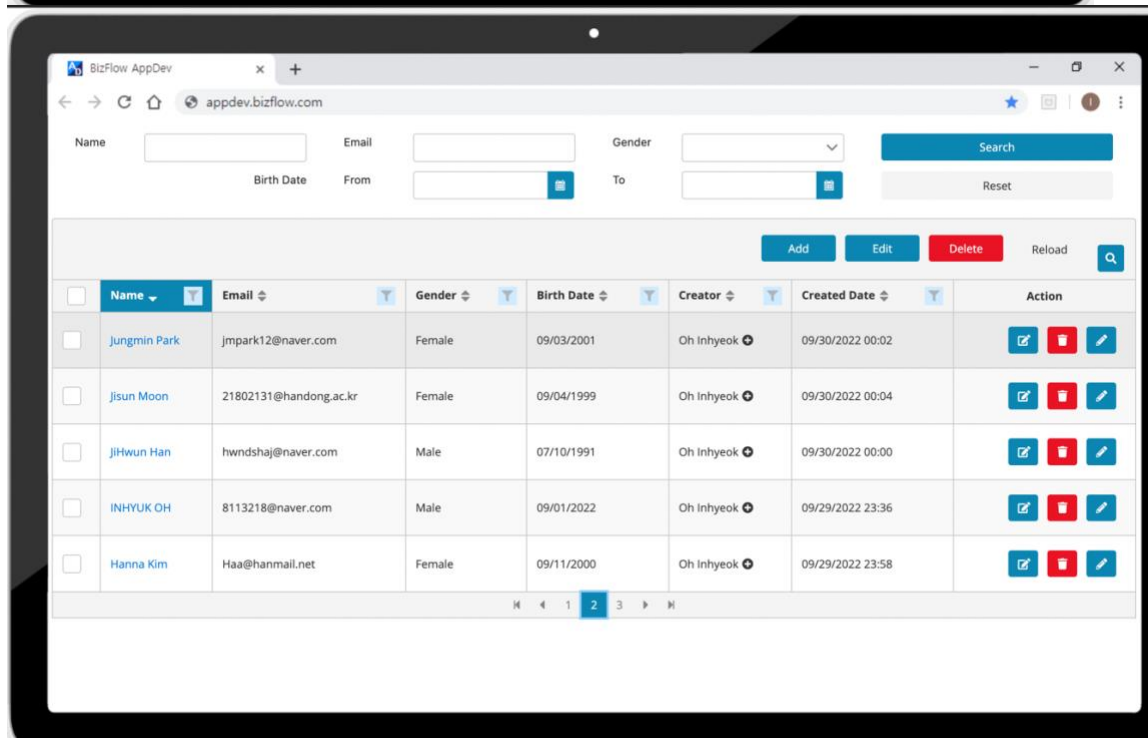 BizFlow AppDev
appdev.bizflow.com
Name Email Gender Search
Birth Date From To Reset
Add Edit Delete Reload
Name Email Gender Birth Date Creator Created Date Action
Jungmin Park jmpark12@naver.com Female 09/03/2001 Oh Inhyeok 09/30/2022 00:02
Jisun Moon 21802131@handong.ac.kr Female 09/04/1999 Oh Inhyeok 09/30/2022 00:04
JiHwun Han hwndshaj@naver.com Male 07/10/1991 Oh Inhyeok 09/30/2022 00:00
INHYUK OH 8113218@naver.com Male 09/01/2022 Oh Inhyeok 09/29/2022 23:36
Hanna Kim Haa@hanmail.net Female 09/11/2000 Oh Inhyeok 09/29/2022 23:58
1 2 3